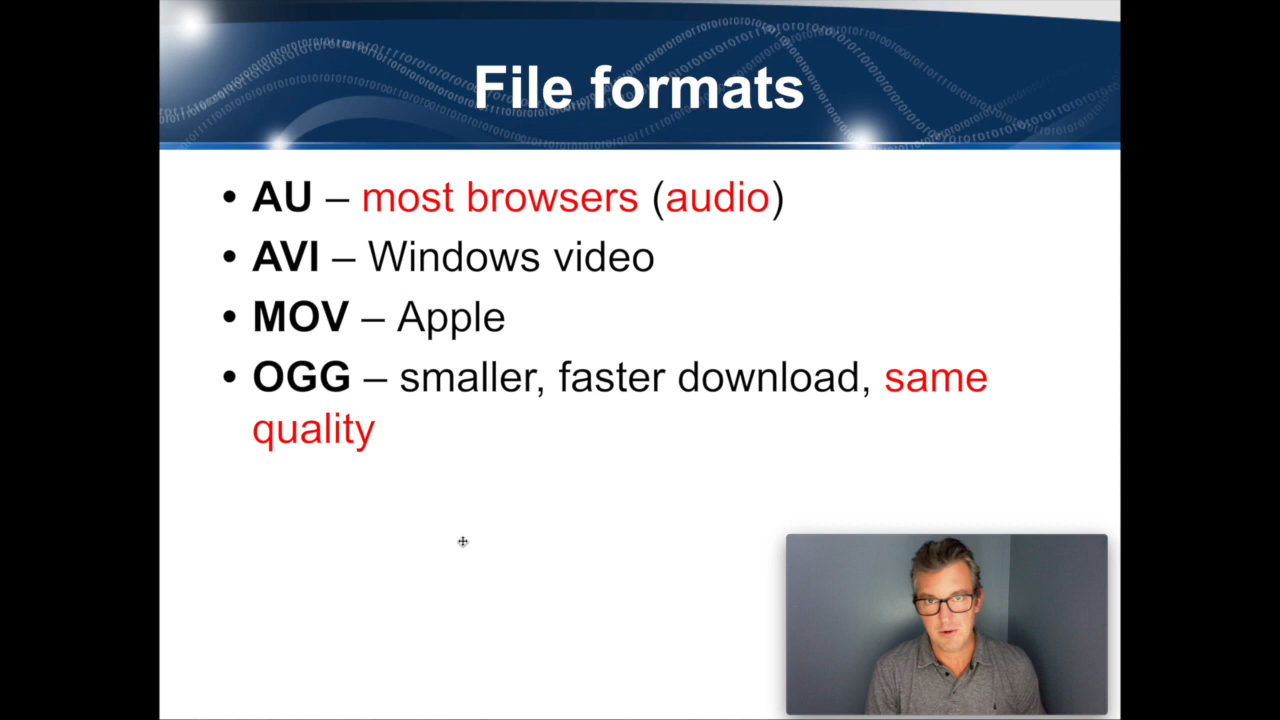 File formats
• AU – most browsers (audio)
• AVI – Windows video
• MOV – Apple
• OGG – smaller, faster download, same
quality